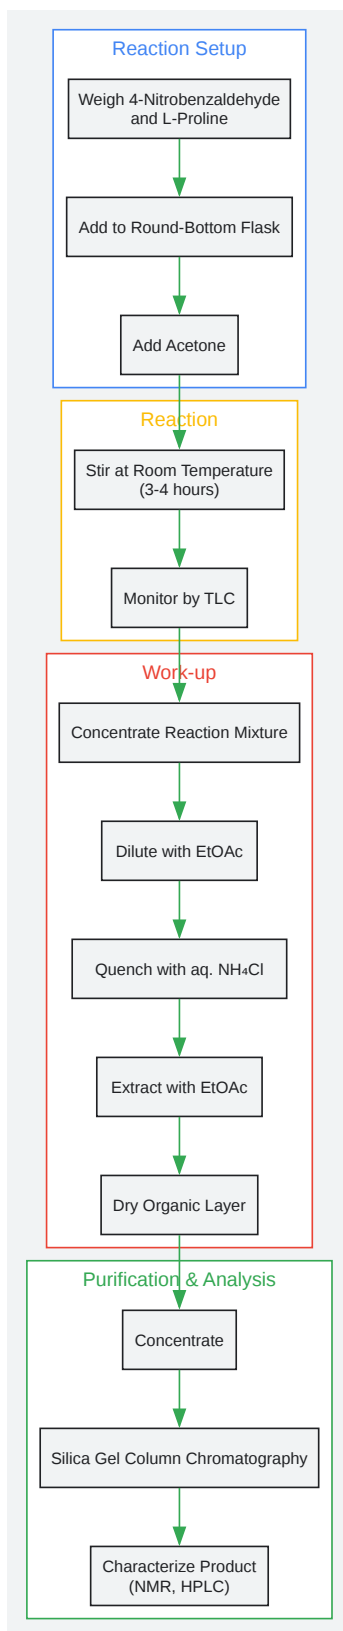 Reaction Setup
Weigh 4-Nitrobenzaldehyde
and L-Proline
Add to Round-Bottom Flask
Add Acetone
Reaction
Stir at Room Temperature
(3-4 hours)
Monitor by TLC
Work-up
Concentrate Reaction Mixture
Dilute with EtOAc
Quench with aq. NH₄Cl
Extract with EtOAc
Dry Organic Layer
Purification & Analysis
Concentrate
Silica Gel Column Chromatography
Characterize Product
(NMR, HPLC)